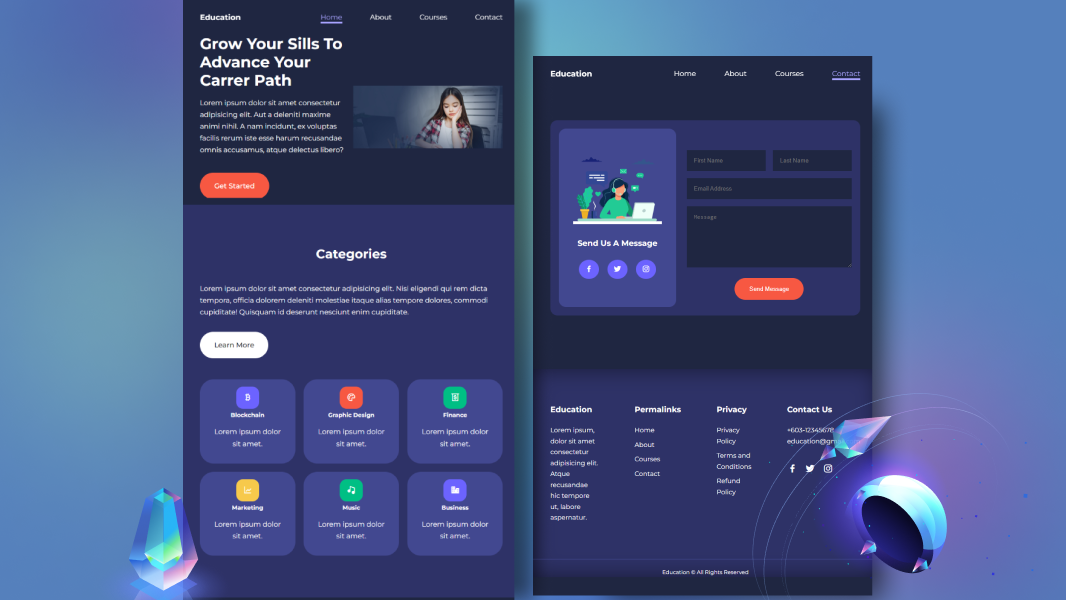 Education
Home
About
Courses
Contact
Grow Your Sills To
Advance Your
Carrer Path
Lorem ipsum dolor sit amet consectetur
adipisicing elit. Aut a deleniti maxime
animi nihil. A nam incidunt, ex voluptas
facilis rerum iste esse harum recusandae
omnis accusamus, atque delectus libero?
Get Started
Categories
Lorem ipsum dolor sit amet consectetur adipisicing elit. Nisi eligendi qui rem dicta
tempora, officia dolorem deleniti molestiae itaque alias tempore dolores, commodi
cupiditate! Quisquam id deserunt nesciunt enim cupiditate.
Learn More
Blockchain
Lorem ipsum dolor
sit amet.
Graphic Design
Lorem ipsum dolor
sit amet.
Finance
Lorem ipsum dolor
sit amet.
Marketing
Lorem ipsum dolor
sit amet.
Music
Lorem ipsum dolor
sit amet.
Business
Lorem ipsum dolor
sit amet.
Education
Home
About
Courses
Contact
Send Us A Message
First Name
Last Name
Email Address
Message
Send Message
Education
Lorem ipsum,
dolor sit amet
consectetur
adipisicing elit.
Atque
recusandae
hic tempore
ut, labore
aspernatur.
Permalinks
Home
About
Courses
Contact
Privacy
Privacy
Policy
Terms and
Conditions
Refund
Policy
Contact Us
+603-12345678
education@gm
Education © All Rights Reserved